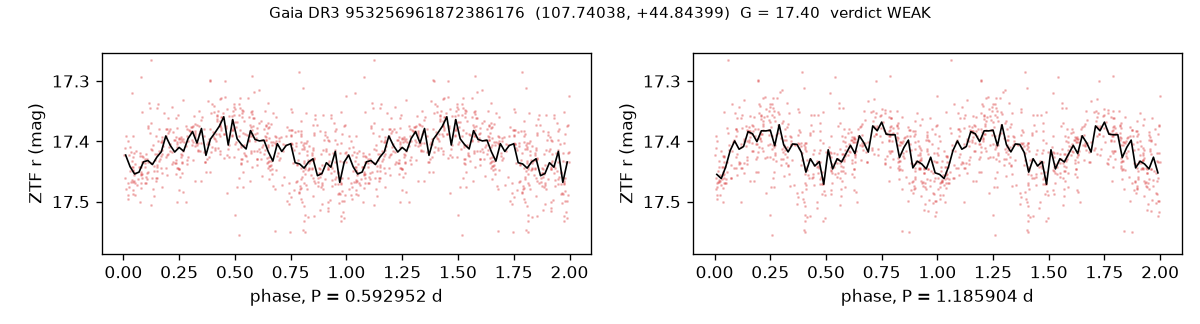 Gaia DR3 953256961872386176 (107.74038, +44.84399) G = 17.40 verdict WEAK
ZTF r (mag)
17.3
17.4
17.5
0.00 0.25 0.50 0.75 1.00 1.25 1.50 1.75 2.00
phase, P = 0.592952 d
ZTF r (mag)
17.3
17.4
17.5
0.00 0.25 0.50 0.75 1.00 1.25 1.50 1.75 2.00
phase, P = 1.185904 d